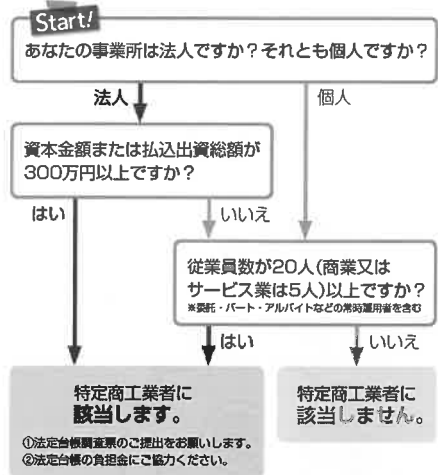 Start!
あなたの事業所は法人ですか？それとも個人ですか？
法人
個人
資本金額または払込出資総額が
300万円以上ですか？
はい
いいえ
従業員数が20人(商業又は
サービス業は5人)以上ですか？
※委託・パート・アルバイトなどの常時雇用者を含む
はい
いいえ
特定商工業者に
該当します。
①法定台帳調査票のご提出をお願いします。
②法定台帳の負担金にご協力ください。
特定商工業者に
該当しません。